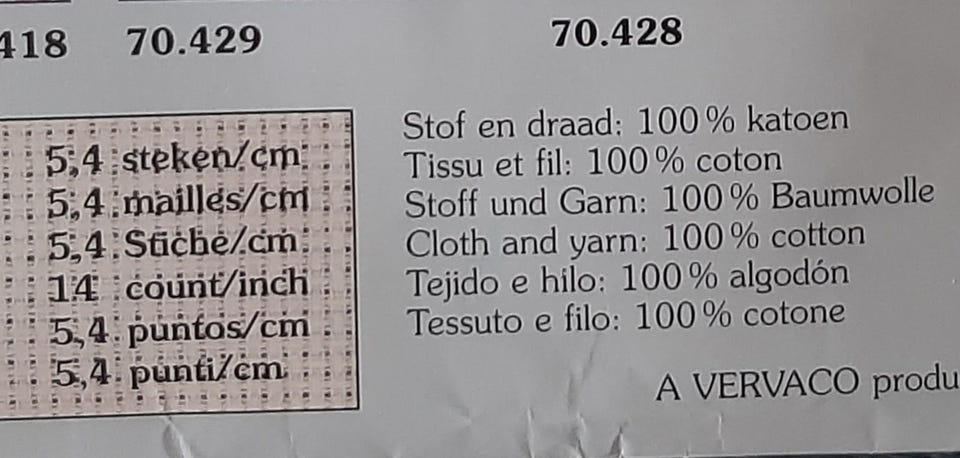 418 70.429 70.428
5,4 steken/cm
5,4 mailles/cm
5,4 Stiche/cm
14 count/inch
5,4 puntos/cm
5,4 punti/cm
Stof en draad: 100% katoen
Tissu et fil: 100% coton
Stoff und Garn: 100% Baumwolle
Cloth and yarn: 100% cotton
Tejido e hilo: 100% algodón
Tessuto e filo: 100% cotone
A VERVACO produ